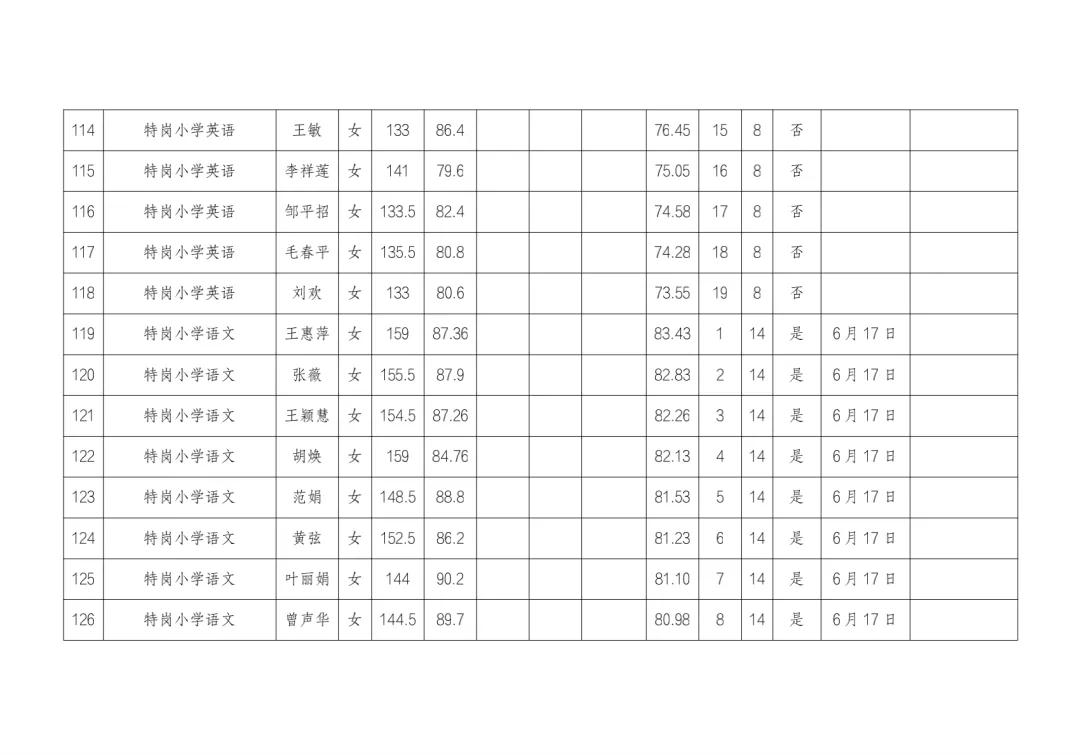 114 特岗小学英语 王敏 女 133 86.4 76.45 15 8 否
115 特岗小学英语 李祥莲 女 141 79.6 75.05 16 8 否
116 特岗小学英语 邹平招 女 133.5 82.4 74.58 17 8 否
117 特岗小学英语 毛春平 女 135.5 80.8 74.28 18 8 否
118 特岗小学英语 刘欢 女 133 80.6 73.55 19 8 否
119 特岗小学语文 王惠萍 女 159 87.36 83.43 1 14 是 6月17日
120 特岗小学语文 张薇 女 155.5 87.9 82.83 2 14 是 6月17日
121 特岗小学语文 王颖慧 女 154.5 87.26 82.26 3 14 是 6月17日
122 特岗小学语文 胡焕 女 159 84.76 82.13 4 14 是 6月17日
123 特岗小学语文 范娟 女 148.5 88.8 81.53 5 14 是 6月17日
124 特岗小学语文 黄弦 女 152.5 86.2 81.23 6 14 是 6月17日
125 特岗小学语文 叶丽娟 女 144 90.2 81.10 7 14 是 6月17日
126 特岗小学语文 曾声华 女 144.5 89.7 80.98 8 14 是 6月17日